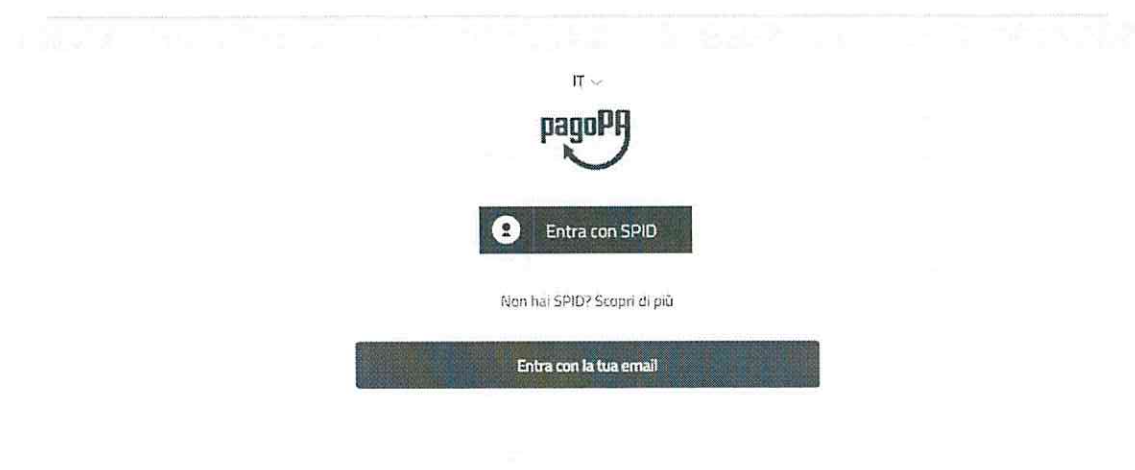 IT
pagoPA
Entra con SPID
Non hai SPID? Scopri di più
Entra con la tua email